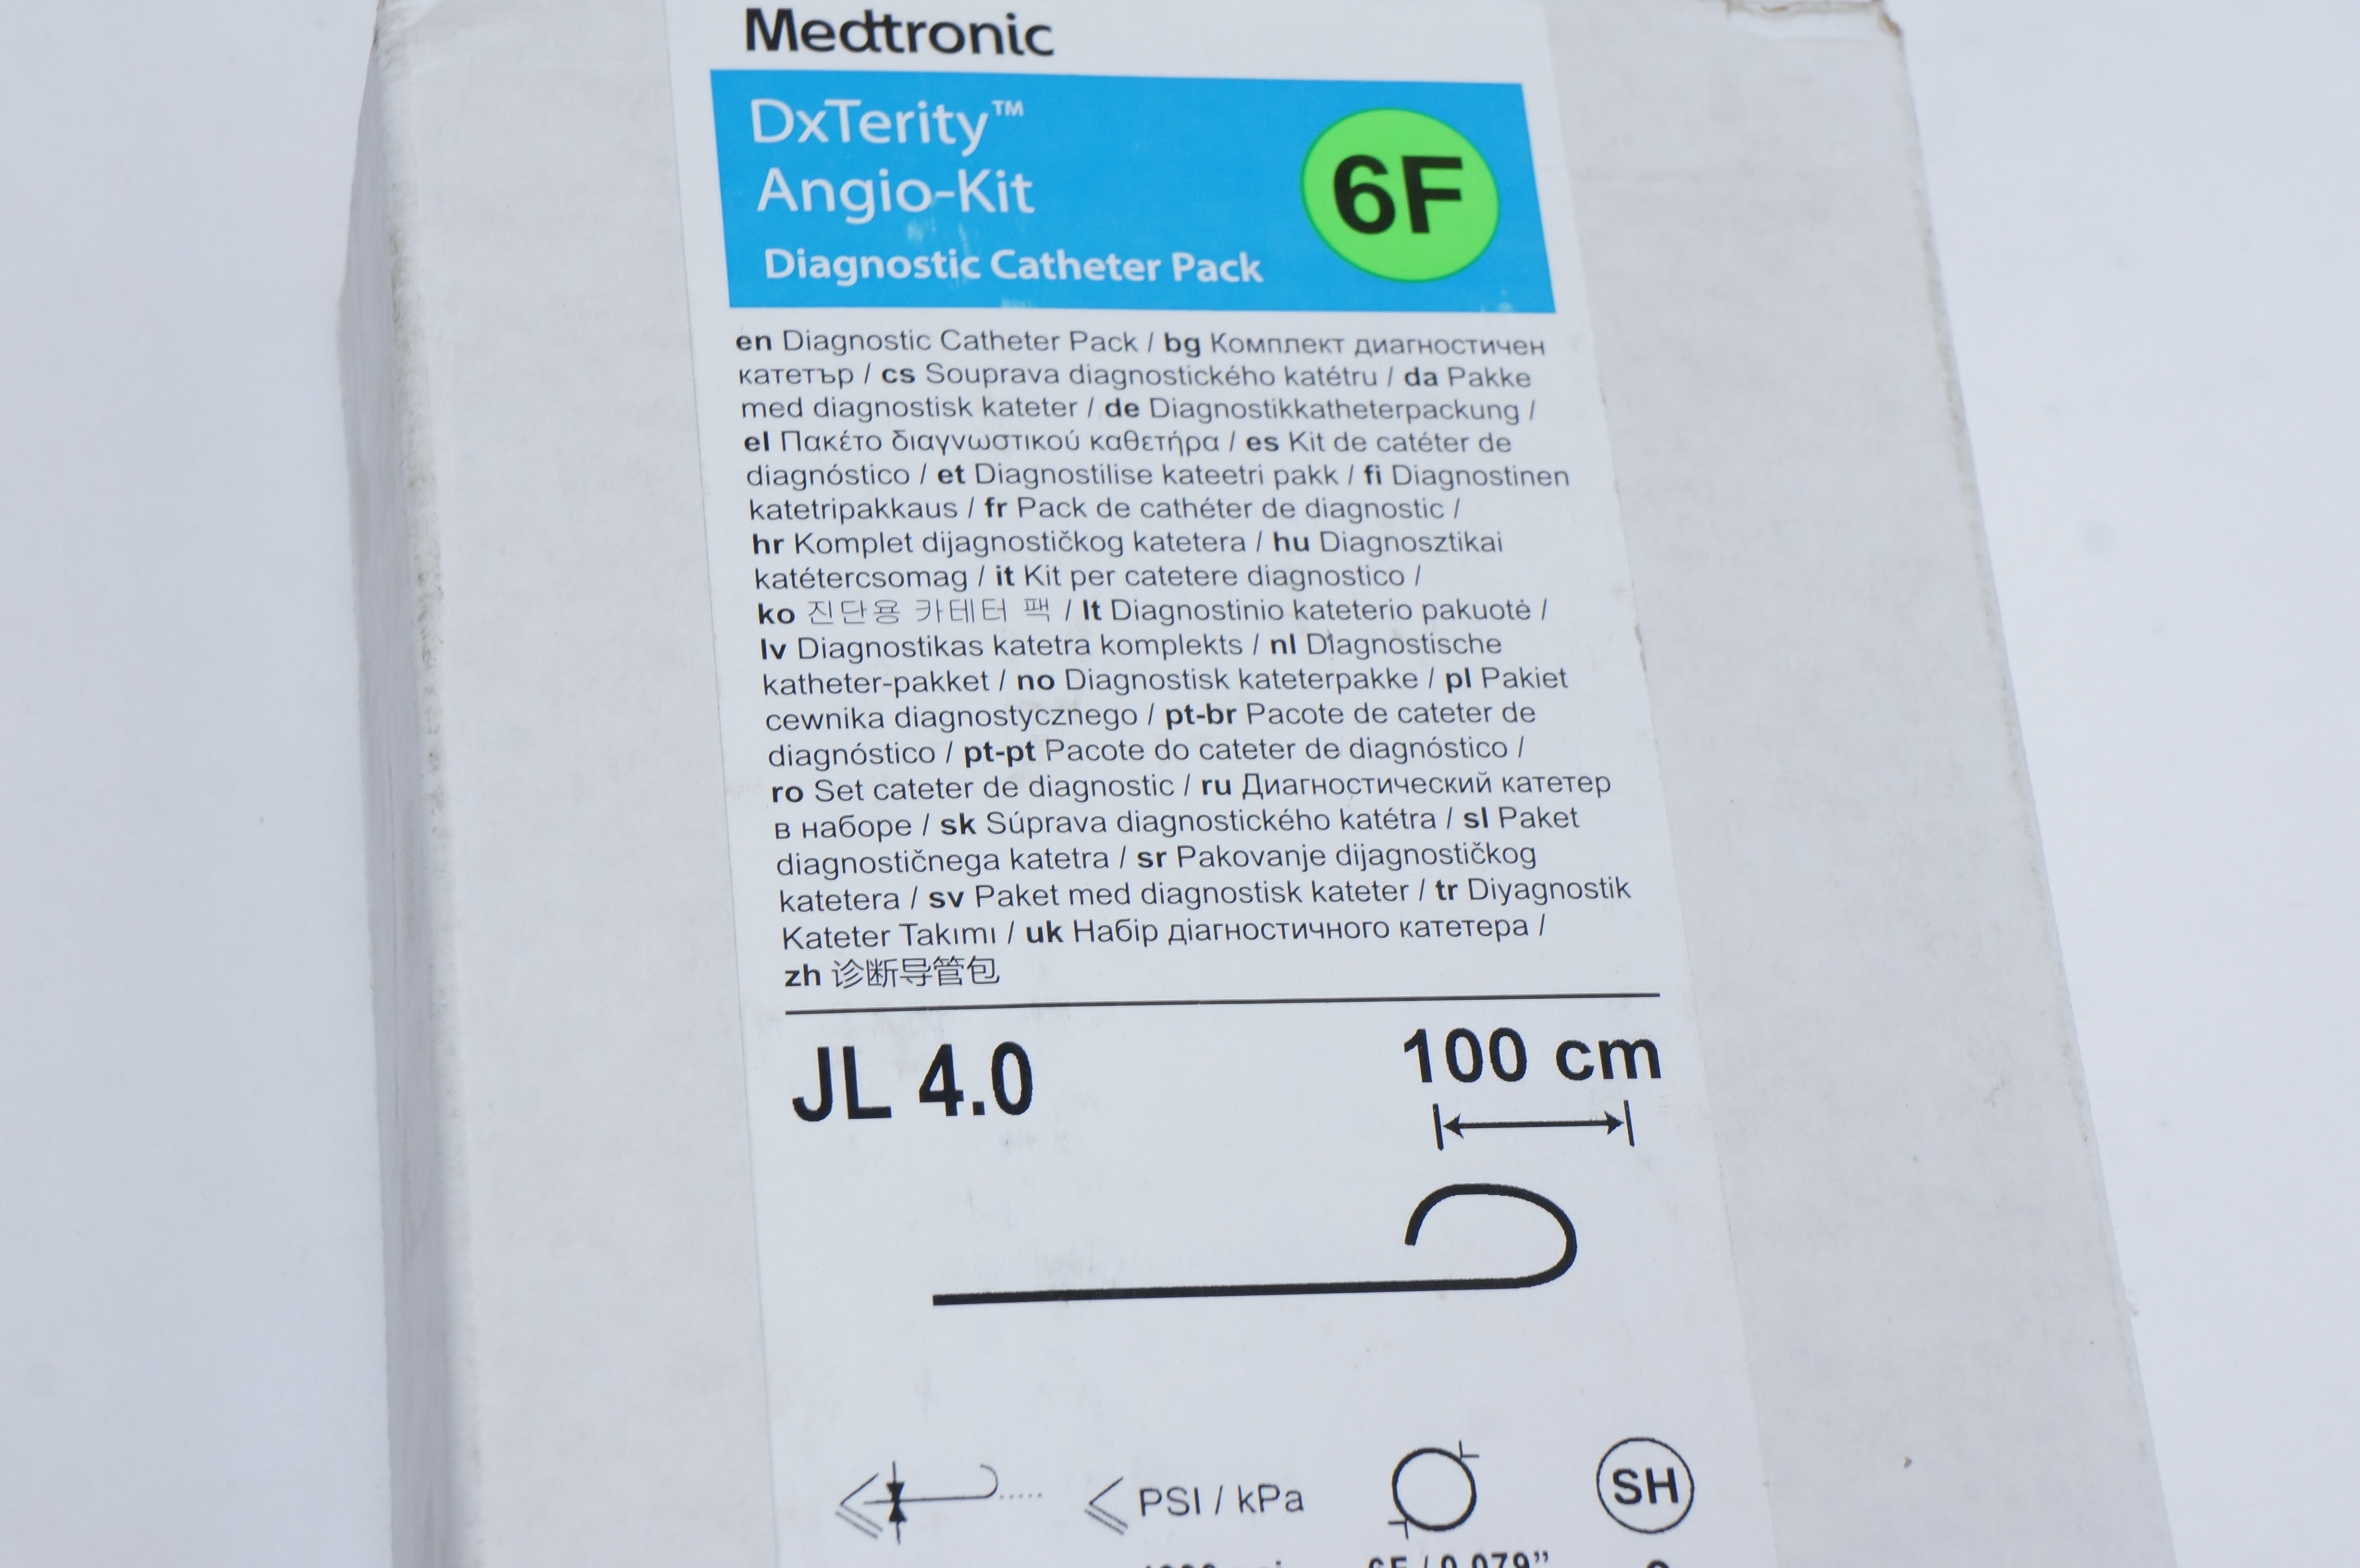 Medtronic
DxTerity™
Angio-Kit
Diagnostic Catheter Pack
6F
en Diagnostic Catheter Pack / bg Комплект диагностичен
катетър / cs Souprava diagnostického katétru / da Pakke
med diagnostisk kateter / de Diagnostikkatheterpackung /
el Πακέτο διαγνωστικού καθετήρα / es Kit de catéter de
diagnóstico / et Diagnostilise kateetri pakk / fi Diagnostinen
katetripakkaus / fr Pack de cathéter de diagnostic /
hr Komplet dijagnostičkog katetera / hu Diagnosztikai
katétercsomag / it Kit per catetere diagnostico /
ko 진단용 카테터 팩 / lt Diagnostinio kateterio pakuotė /
lv Diagnostikas katetra komplekts / nl Diagnostische
katheter-pakket / no Diagnostisk kateterpakke / pl Pakiet
cewnika diagnostycznego / pt-br Pacote de cateter de
diagnóstico / pt-pt Pacote do cateter de diagnóstico /
ro Set cateter de diagnostic / ru Диагностический катетер
в наборе / sk Súprava diagnostického katétra / sl Paket
diagnostičnega katetra / sr Pakovanje dijagnostičkog
katetera / sv Paket med diagnostisk kateter / tr Diyagnostik
Kateter Takımı / uk Набір діагностичного катетера /
zh 诊断导管包
JL 4.0
100 cm
≤ PSI / kPa
SH
6F / 0.079”